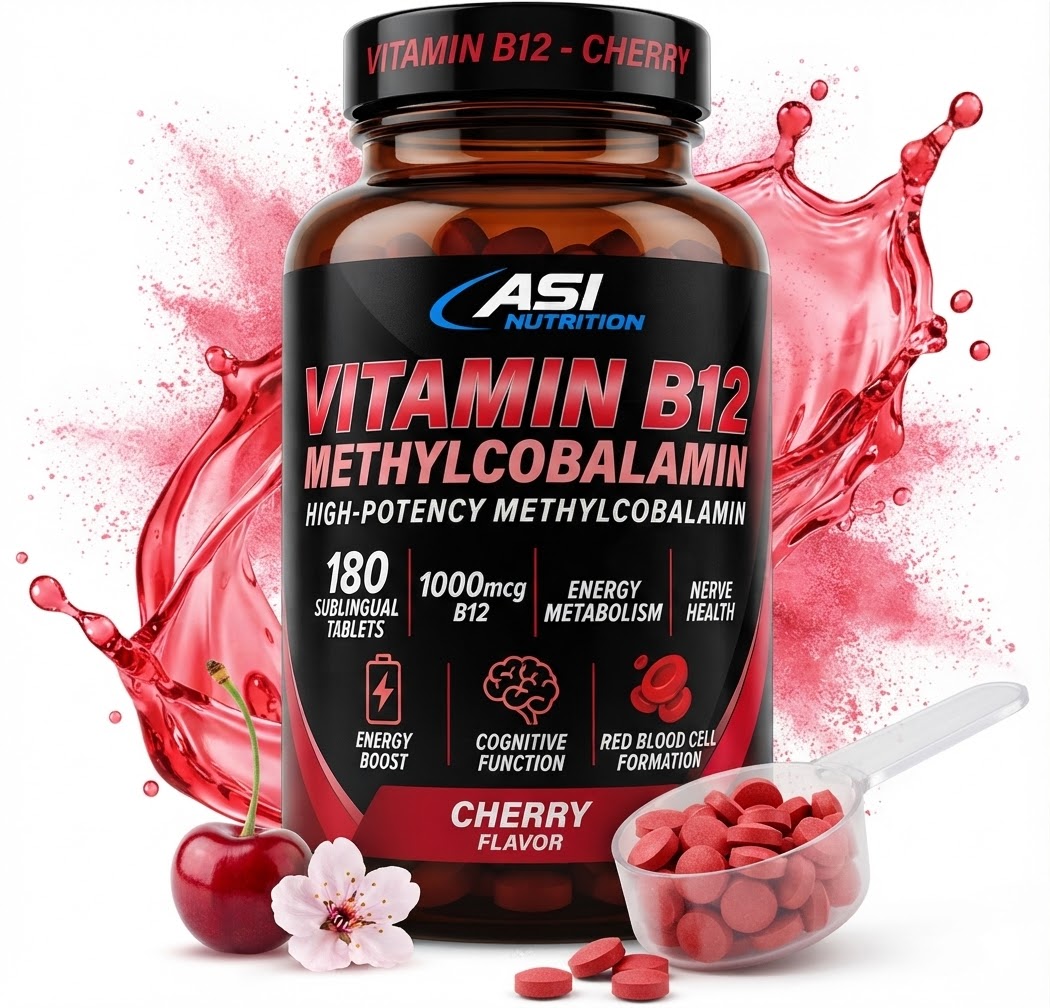 VITAMIN B12 - CHERRY
ASI
NUTRITION
VITAMIN B12
METHYLCOBALAMIN
HIGH-POTENCY METHYLCOBALAMIN
180
SUBLINGUAL
TABLETS
1000mcg
B12
ENERGY
METABOLISM
NERVE
HEALTH
ENERGY
BOOST
COGNITIVE
FUNCTION
RED BLOOD CELL
FORMATION
CHERRY
FLAVOR